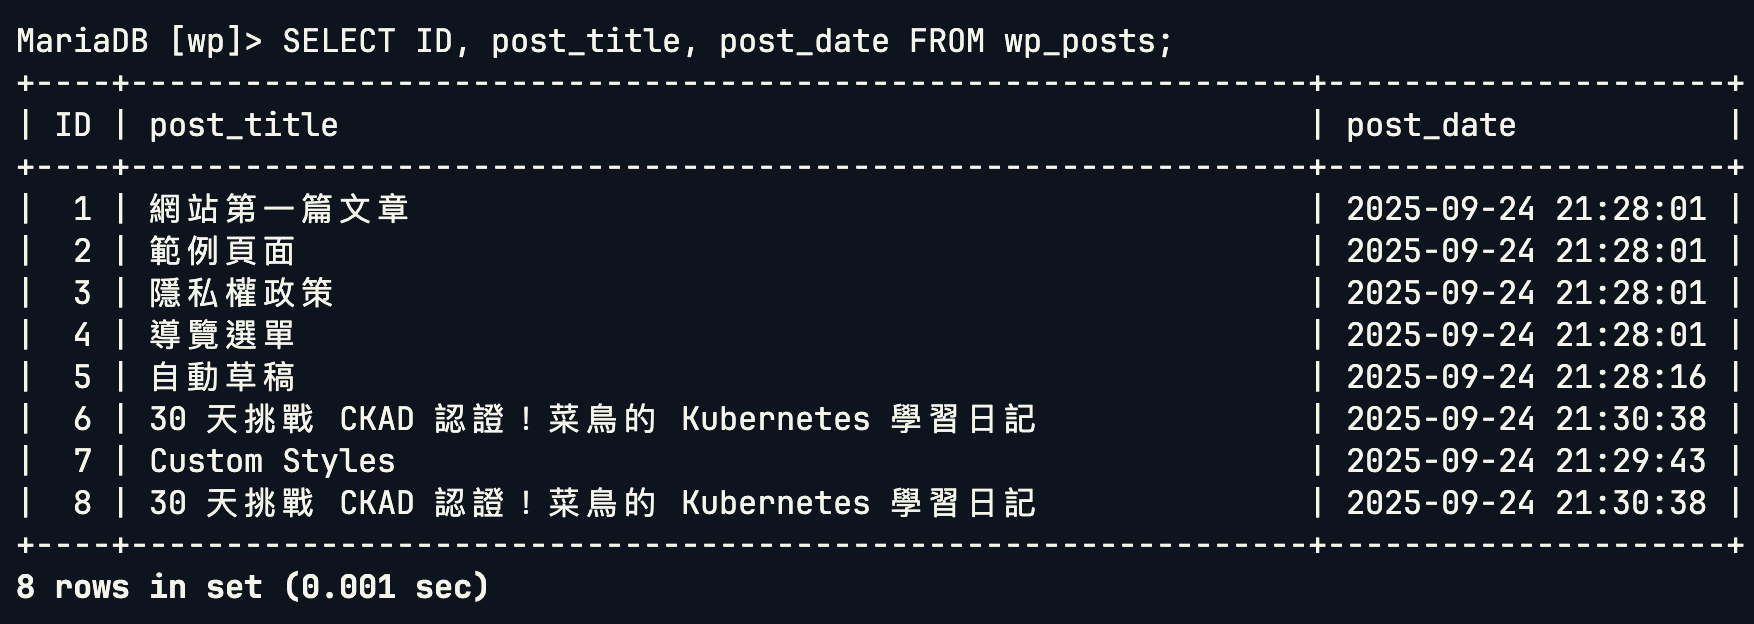 MariaDB [wp]> SELECT ID, post_title, post_date FROM wp_posts;
+----+--------------------------------------------------------------+---------------------+
| ID | post_title | post_date |
+----+--------------------------------------------------------------+---------------------+
| 1 | 網站第一篇文章 | 2025-09-24 21:28:01 |
| 2 | 範例頁面 | 2025-09-24 21:28:01 |
| 3 | 隱私權政策 | 2025-09-24 21:28:01 |
| 4 | 導覽選單 | 2025-09-24 21:28:01 |
| 5 | 自動草稿 | 2025-09-24 21:28:16 |
| 6 | 30 天挑戰 CKAD 認證！菜鳥的 Kubernetes 學習日記 | 2025-09-24 21:30:38 |
| 7 | Custom Styles | 2025-09-24 21:29:43 |
| 8 | 30 天挑戰 CKAD 認證！菜鳥的 Kubernetes 學習日記 | 2025-09-24 21:30:38 |
+----+--------------------------------------------------------------+---------------------+
8 rows in set (0.001 sec)